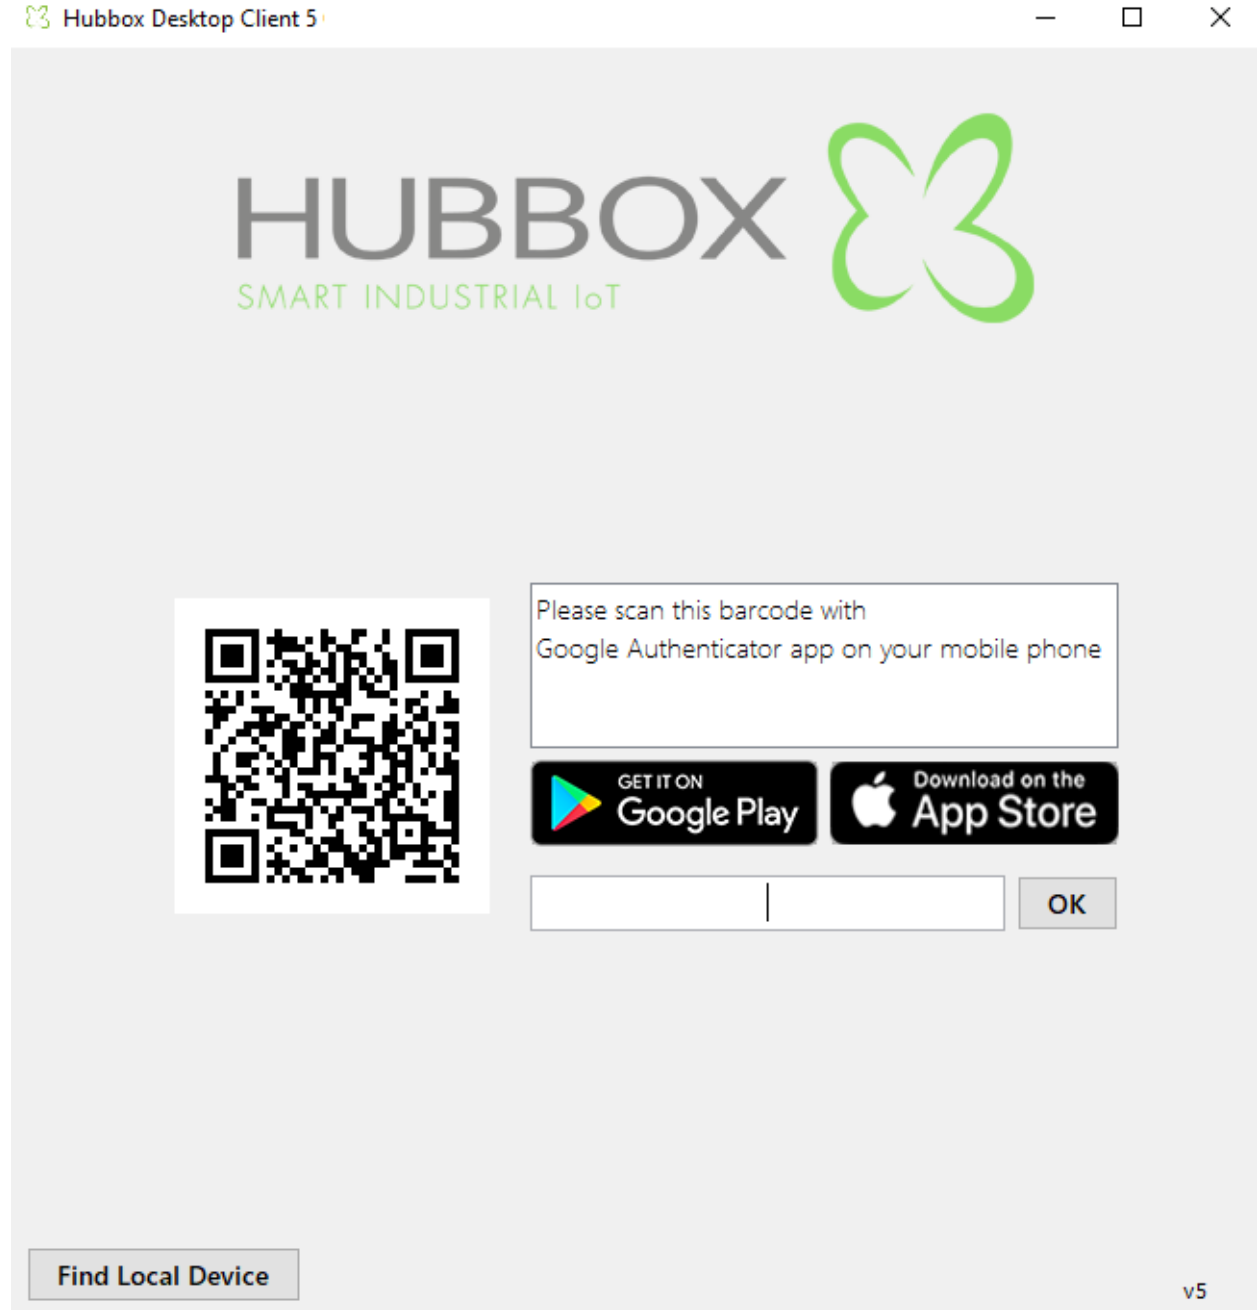 Hubbox Desktop Client 5
HUBBOX
SMART INDUSTRIAL IoT
Please scan this barcode with
Google Authenticator app on your mobile phone
GET IT ON
Google Play
Download on the
App Store
OK
Find Local Device
v5